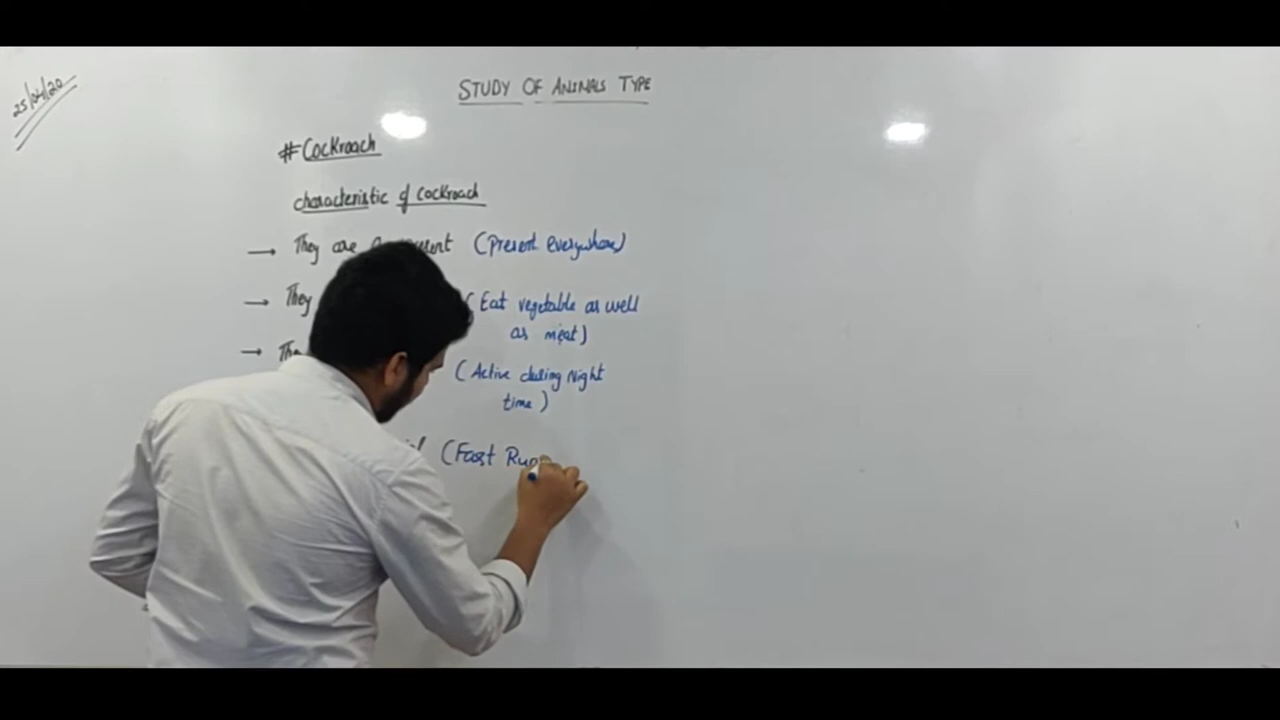 25/04/20
STUDY OF ANIMALS TYPE
#Cockroach
characteristic of cockroach
→ They are (Present everywhere)
→ They (Eat vegetable as well
as meat)
→ (Active during Night
time)
(Fast